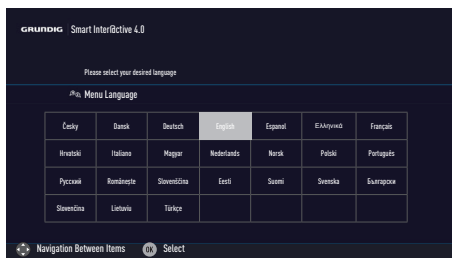 GRUNDIG Smart Inter@ctive 4.0
Please select your desired language
Menu Language
Česky Dansk Deutsch English Espanol Ελληνικά Français
Hrvatski Italiano Magyar Nederlands Norsk Polski Português
Русский Românește Slovenščina Eesti Suomi Svenska Български
Slovenčina Lietuviu Türkçe
Navigation Between Items OK Select